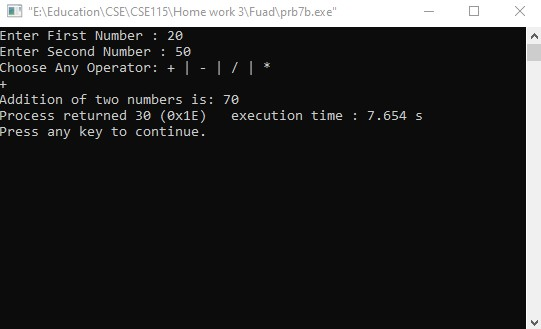 "E:\Education\CSE\CSE115\Home work 3\Fuad\prb7b.exe"
Enter First Number : 20
Enter Second Number : 50
Choose Any Operator: + | - | / | *
+
Addition of two numbers is: 70
Process returned 30 (0x1E)   execution time : 7.654 s
Press any key to continue.